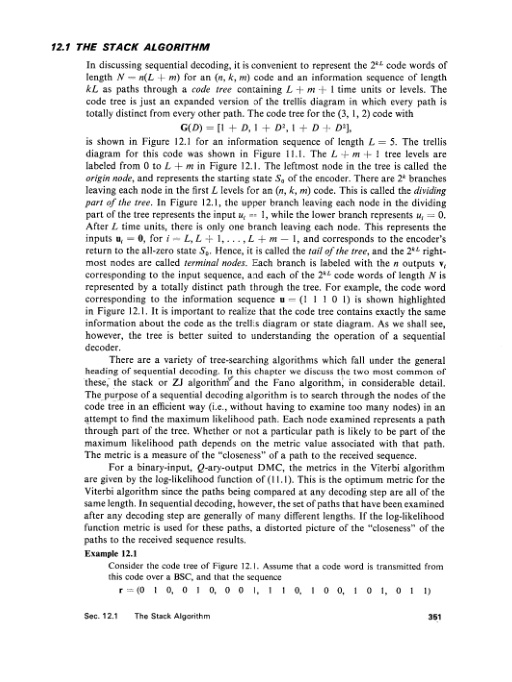 12.1 THE STACK ALGORITHM
In discussing sequential decoding, it is convenient to represent the 2^{kL} code words of
length N = n(L + m) for an (n, k, m) code and an information sequence of length
kL as paths through a code tree containing L + m + 1 time units or levels. The
code tree is just an expanded version of the trellis diagram in which every path is
totally distinct from every other path. The code tree for the (3, 1, 2) code with
G(D) = [1 + D, 1 + D², 1 + D + D²],
is shown in Figure 12.1 for an information sequence of length L = 5. The trellis
diagram for this code was shown in Figure 11.1. The L + m + 1 tree levels are
labeled from 0 to L + m in Figure 12.1. The leftmost node in the tree is called the
origin node, and represents the starting state S₀ of the encoder. There are 2ᵏ branches
leaving each node in the first L levels for an (n, k, m) code. This is called the dividing
part of the tree. In Figure 12.1, the upper branch leaving each node in the dividing
part of the tree represents the input uᵢ = 1, while the lower branch represents uᵢ = 0.
After L time units, there is only one branch leaving each node. This represents the
inputs uᵢ = 0, for i = L, L + 1, . . . , L + m − 1, and corresponds to the encoder's
return to the all-zero state S₀. Hence, it is called the tail of the tree, and the 2^{kL} right-
most nodes are called terminal nodes. Each branch is labeled with the n outputs vᵢ
corresponding to the input sequence, and each of the 2^{kL} code words of length N is
represented by a totally distinct path through the tree. For example, the code word
corresponding to the information sequence u = (1 1 1 0 1) is shown highlighted
in Figure 12.1. It is important to realize that the code tree contains exactly the same
information about the code as the trellis diagram or state diagram. As we shall see,
however, the tree is better suited to understanding the operation of a sequential
decoder.
There are a variety of tree-searching algorithms which fall under the general
heading of sequential decoding. In this chapter we discuss the two most common of
these, the stack or ZJ algorithm and the Fano algorithm, in considerable detail.
The purpose of a sequential decoding algorithm is to search through the nodes of the
code tree in an efficient way (i.e., without having to examine too many nodes) in an
attempt to find the maximum likelihood path. Each node examined represents a path
through part of the tree. Whether or not a particular path is likely to be part of the
maximum likelihood path depends on the metric value associated with that path.
The metric is a measure of the "closeness" of a path to the received sequence.
For a binary-input, Q-ary-output DMC, the metrics in the Viterbi algorithm
are given by the log-likelihood function of (11.1). This is the optimum metric for the
Viterbi algorithm since the paths being compared at any decoding step are all of the
same length. In sequential decoding, however, the set of paths that have been examined
after any decoding step are generally of many different lengths. If the log-likelihood
function metric is used for these paths, a distorted picture of the "closeness" of the
paths to the received sequence results.
Example 12.1
Consider the code tree of Figure 12.1. Assume that a code word is transmitted from
this code over a BSC, and that the sequence
r = (0 1 0, 0 1 0, 0 0 1, 1 1 0, 1 0 0, 1 0 1, 0 1 1)
Sec. 12.1 The Stack Algorithm 351